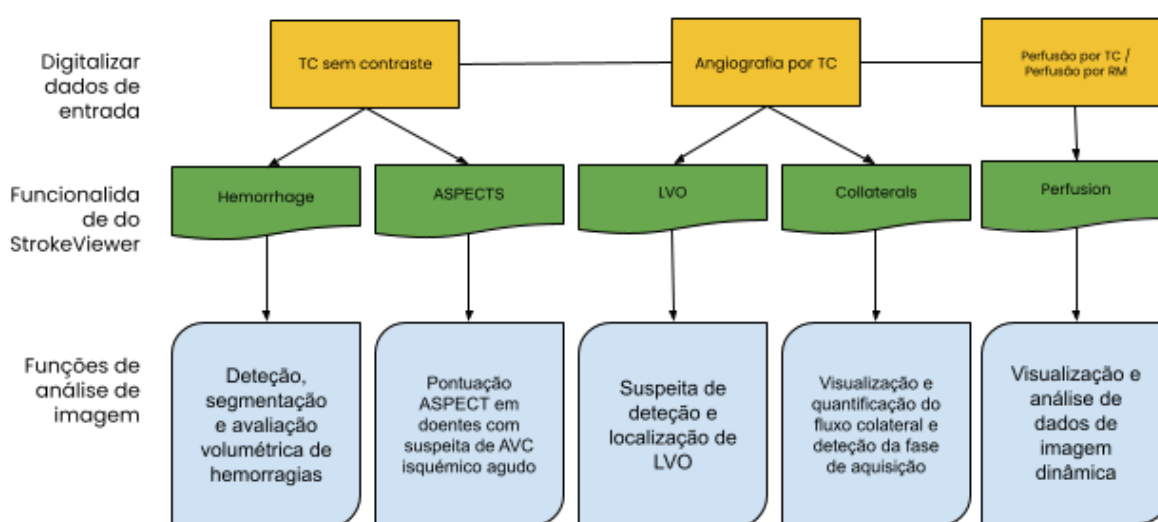 Digitalizar
dados de
entrada
TC sem contraste
Angiografia por TC
Perfusão por TC /
Perfusão por RM
Funcionalida
de do
StrokeViewer
Hemorrhage
ASPECTS
LVO
Collaterals
Perfusion
Funções de
análise de
imagem
Deteção,
segmentação
e avaliação
volumétrica de
hemorragias
Pontuação
ASPECT em
doentes com
suspeita de AVC
isquémico agudo
Suspeita de
deteção e
localização de
LVO
Visualização e
quantificação do
fluxo colateral e
deteção da fase
de aquisição
Visualização e
análise de
dados de
imagem
dinâmica